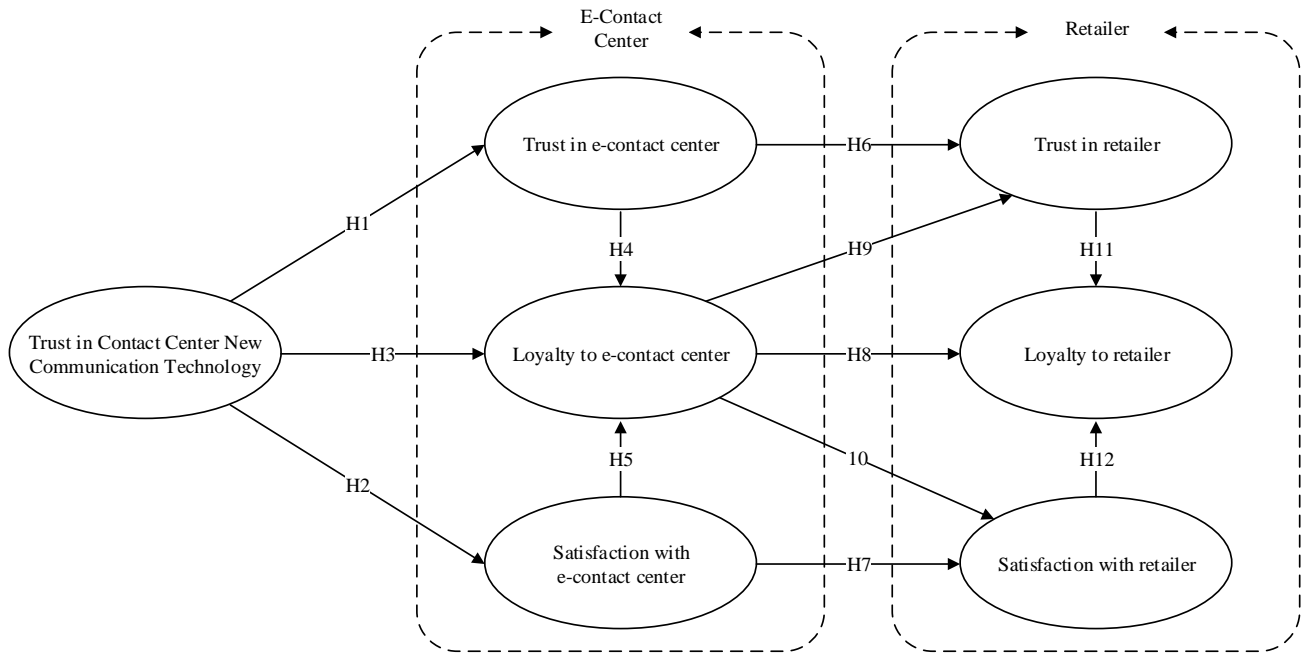 E-Contact
Center
Retailer
Trust in e-contact center
H6
Trust in retailer
H1
H4
H9
H11
Trust in Contact Center New
Communication Technology
H3
Loyalty to e-contact center
H8
Loyalty to retailer
H2
H5
10
H12
Satisfaction with
e-contact center
H7
Satisfaction with retailer